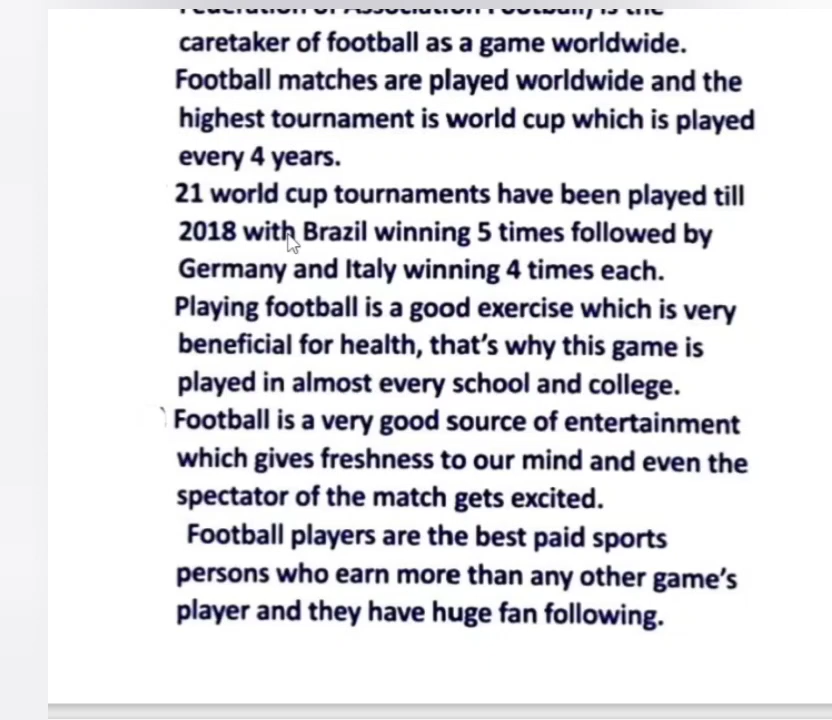 caretaker of football as a game worldwide.
Football matches are played worldwide and the
highest tournament is world cup which is played
every 4 years.
21 world cup tournaments have been played till
2018 with Brazil winning 5 times followed by
Germany and Italy winning 4 times each.
Playing football is a good exercise which is very
beneficial for health, that's why this game is
played in almost every school and college.
Football is a very good source of entertainment
which gives freshness to our mind and even the
spectator of the match gets excited.
Football players are the best paid sports
persons who earn more than any other game's
player and they have huge fan following.